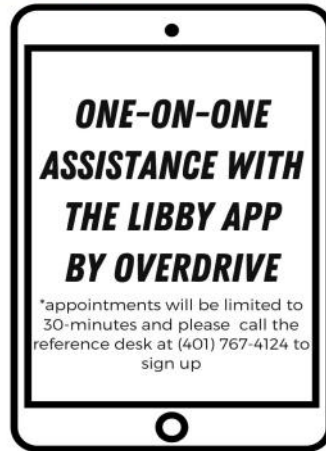 ONE-ON-ONE
ASSISTANCE WITH
THE LIBBY APP
BY OVERDRIVE
*appointments will be limited to
30-minutes and please call the
reference desk at (401) 767-4124 to
sign up